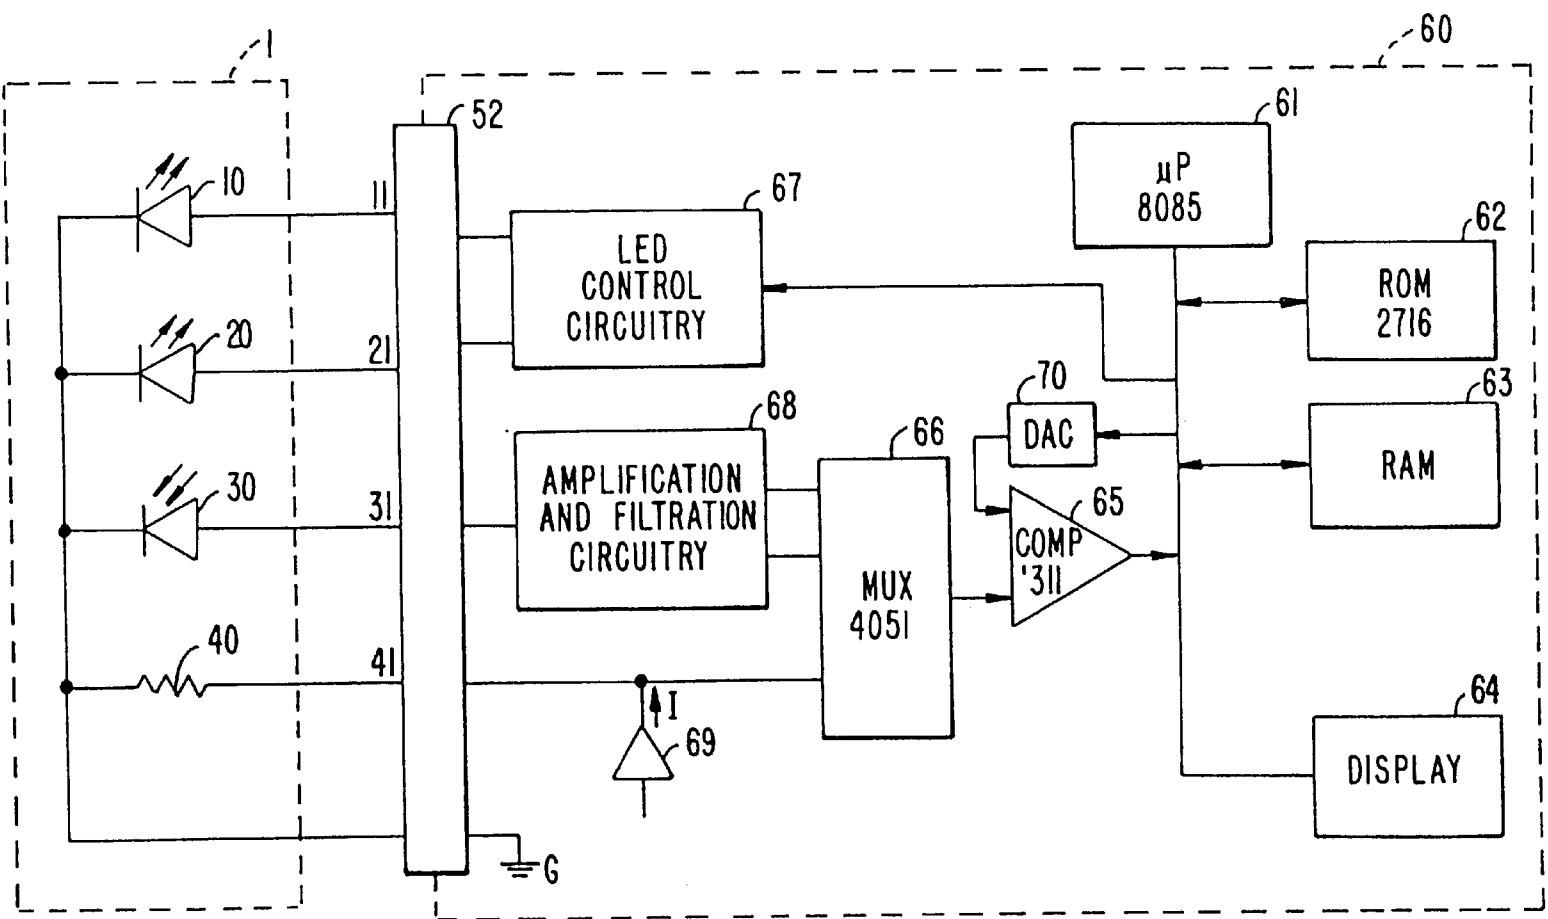 1
60
52
61
10
11
67
µP
8085
62
LED
CONTROL
CIRCUITRY
ROM
2716
20
21
70
63
68
66
DAC
RAM
30
31
AMPLIFICATION
AND FILTRATION
CIRCUITRY
65
COMP
'311
MUX
4051
40
41
I
69
64
DISPLAY
G